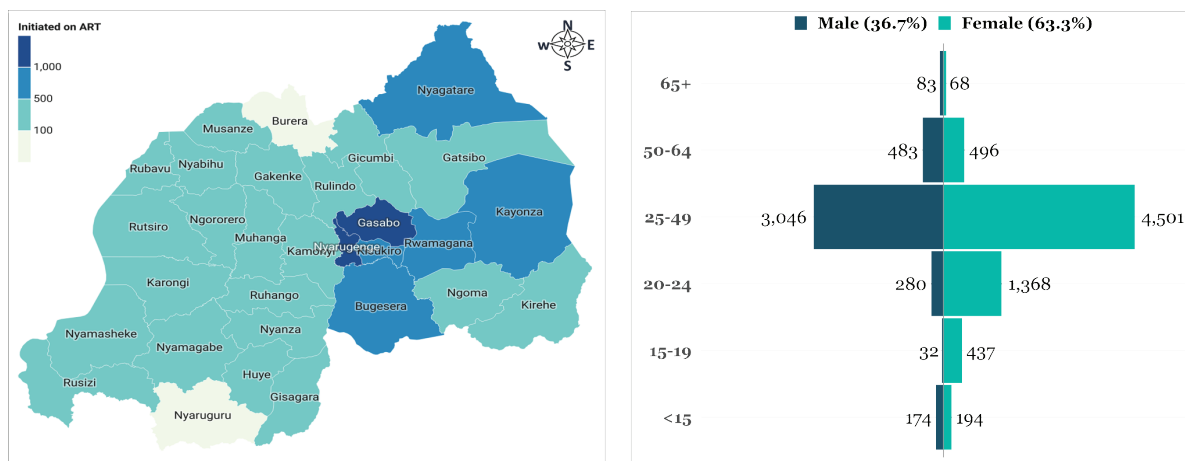 Initiated on ART
1,000
500
100
N
W E
S
Nyagatare
Burera
Musanze
Gicumbi
Gatsibo
Rubavu
Nyabihu
Gakenke
Rulindo
Kayonza
Gasabo
Rutsiro
Ngororero
Muhanga
Kamonyi
Nyarugenge
Kicukiro
Rwamagana
Karongi
Ruhango
Bugesera
Ngoma
Kirehe
Nyamasheke
Nyanza
Nyamagabe
Rusizi
Huye
Gisagara
Nyaruguru
Male (36.7%) Female (63.3%)
65+ 83 68
50-64 483 496
25-49 3,046 4,501
20-24 280 1,368
15-19 32 437
<15 174 194